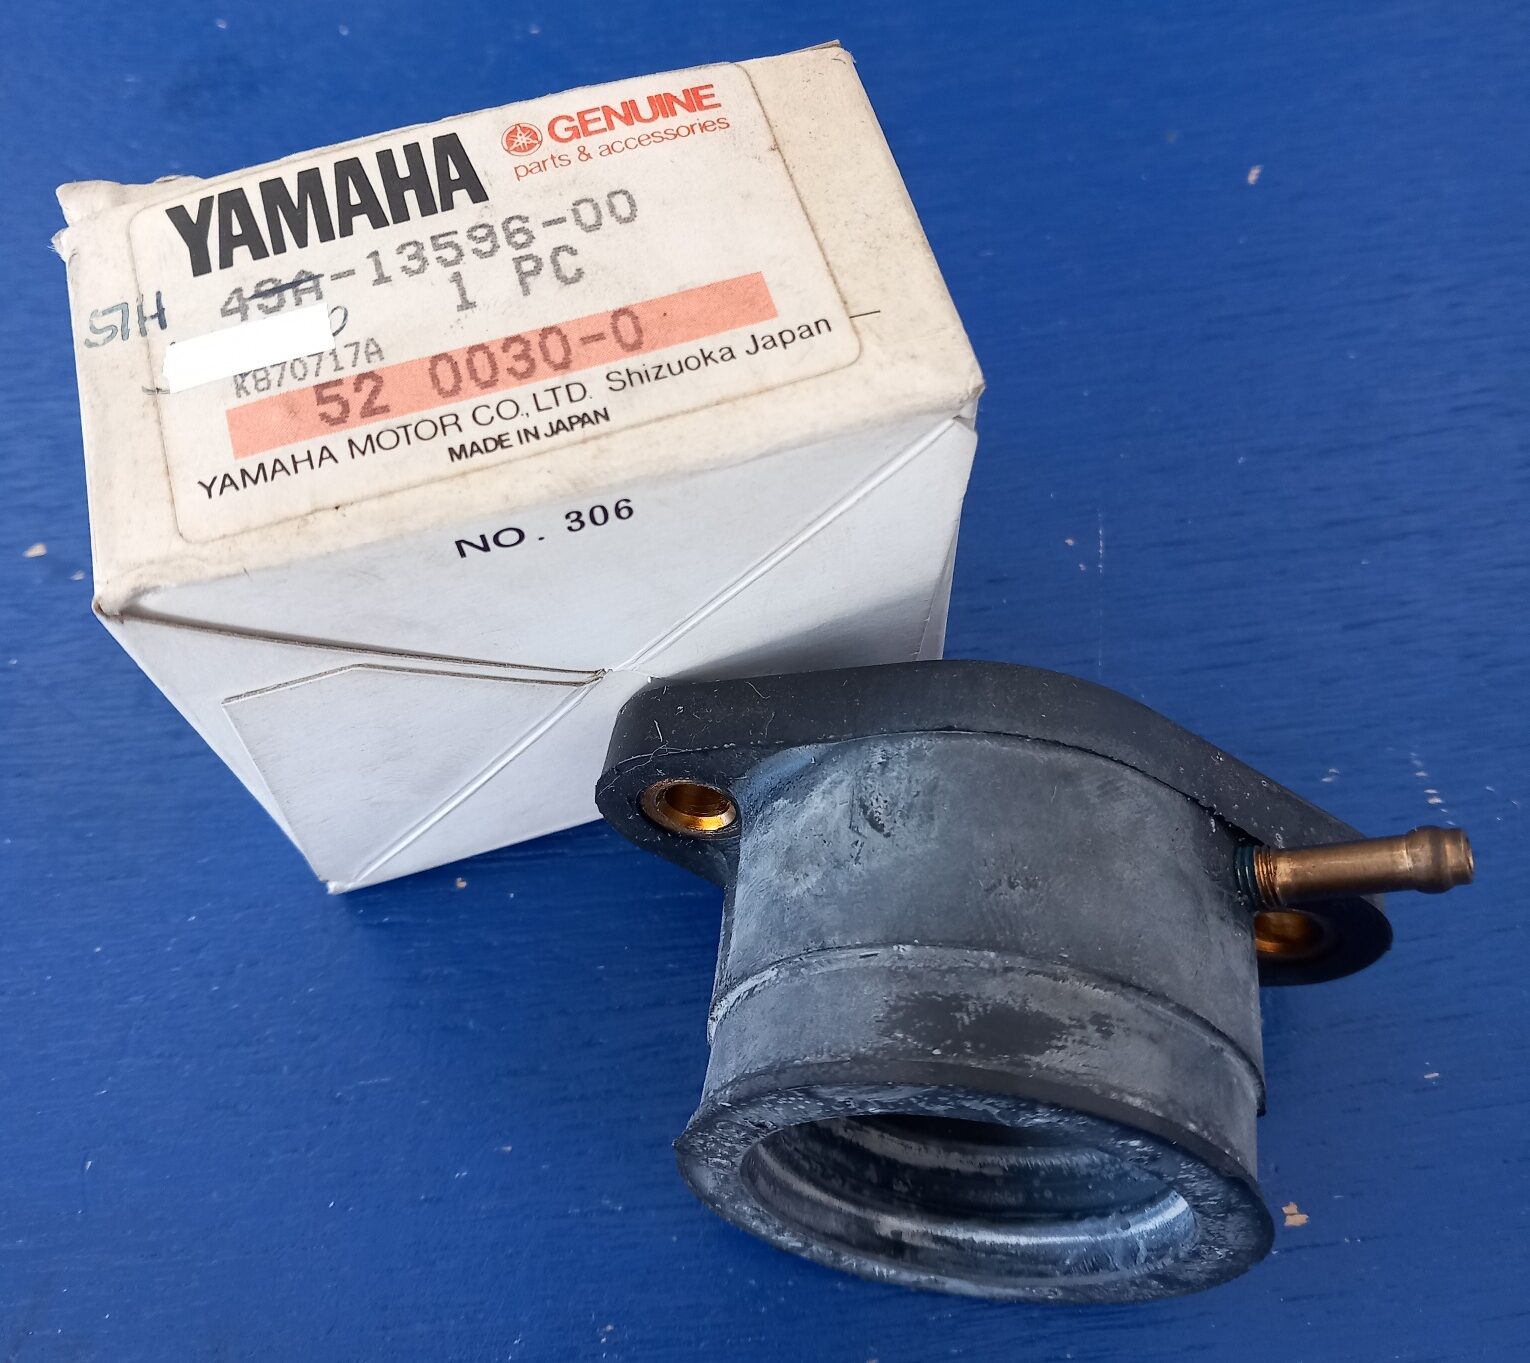 YAMAHA
GENUINE
parts & accessories
49A-13596-00
51H
1 PC
K870717A
52 0030-0
YAMAHA MOTOR CO., LTD. Shizuoka Japan
MADE IN JAPAN
NO. 306